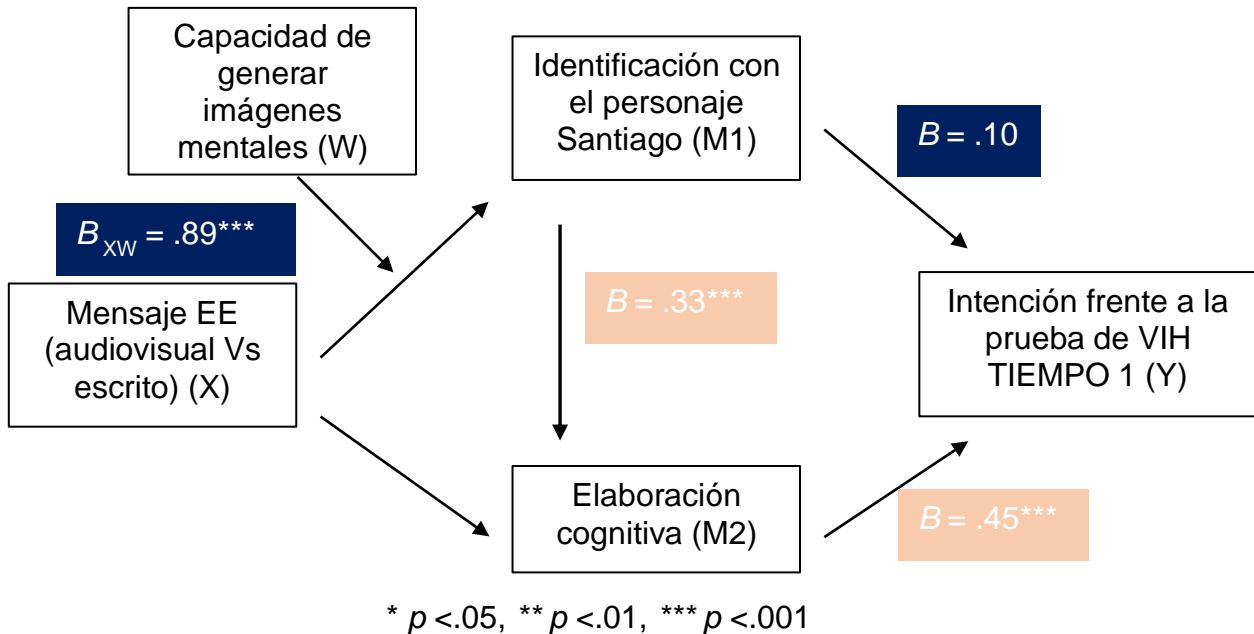 Capacidad de
generar
imágenes
mentales (W)
Identificación con
el personaje
Santiago (M1)
B = .10
B XW = .89***
B = .33***
Mensaje EE
(audiovisual Vs
escrito) (X)
Intención frente a la
prueba de VIH
TIEMPO 1 (Y)
Elaboración
cognitiva (M2)
B = .45***
* p <.05, ** p <.01, *** p <.001